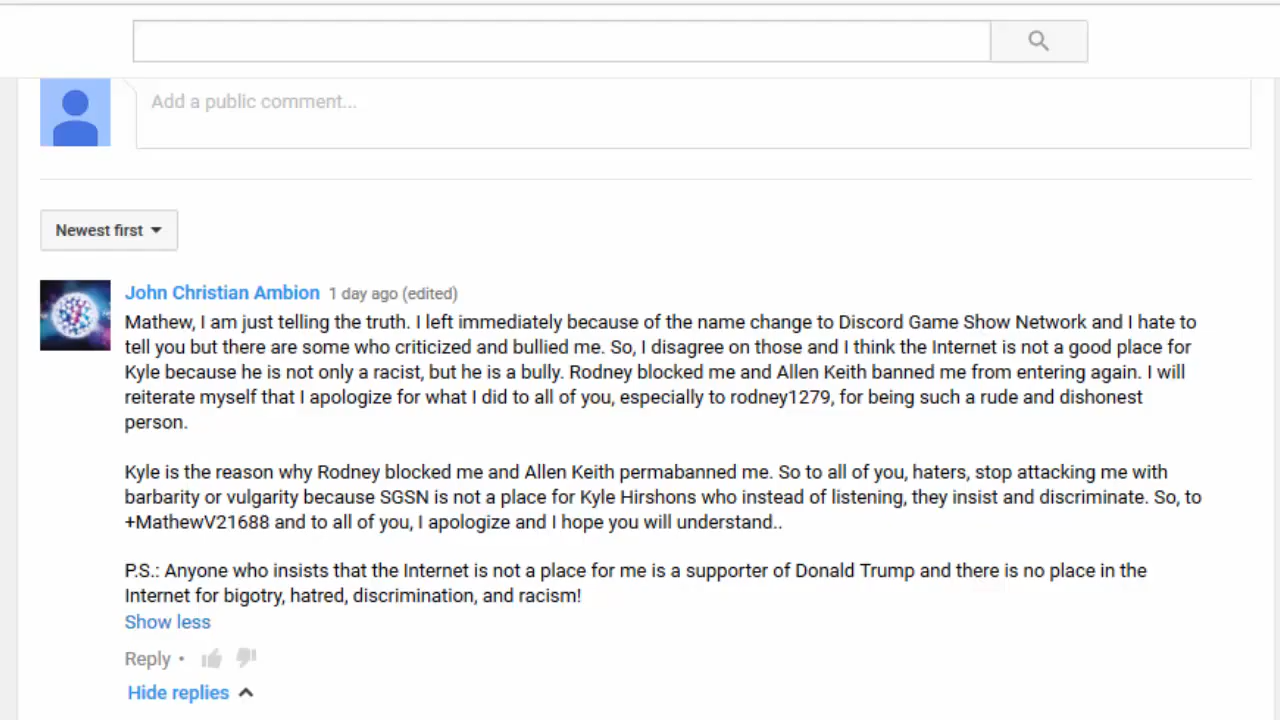 Add a public comment...
Newest first
John Christian Ambion 1 day ago (edited)
Mathew, I am just telling the truth. I left immediately because of the name change to Discord Game Show Network and I hate to
tell you but there are some who criticized and bullied me. So, I disagree on those and I think the Internet is not a good place for
Kyle because he is not only a racist, but he is a bully. Rodney blocked me and Allen Keith banned me from entering again. I will
reiterate myself that I apologize for what I did to all of you, especially to rodney1279, for being such a rude and dishonest
person.
Kyle is the reason why Rodney blocked me and Allen Keith permabanned me. So to all of you, haters, stop attacking me with
barbarity or vulgarity because SGSN is not a place for Kyle Hirshons who instead of listening, they insist and discriminate. So, to
+MathewV21688 and to all of you, I apologize and I hope you will understand..
P.S.: Anyone who insists that the Internet is not a place for me is a supporter of Donald Trump and there is no place in the
Internet for bigotry, hatred, discrimination, and racism!
Show less
Reply •
Hide replies